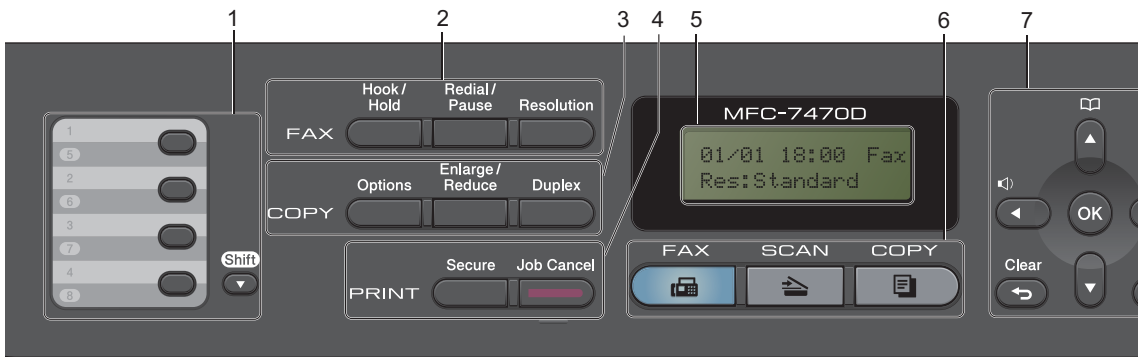 1 2 3 4 5 6 7
Hook/ Redial/
Hold Pause Resolution
FAX
1
5
2
6
3
7
4
8
Shift
Enlarge/
Options Reduce Duplex
COPY
Secure Job Cancel
PRINT
MFC-7470D
01/01 18:00 Fax
Res:Standard
FAX SCAN COPY
OK
Clear